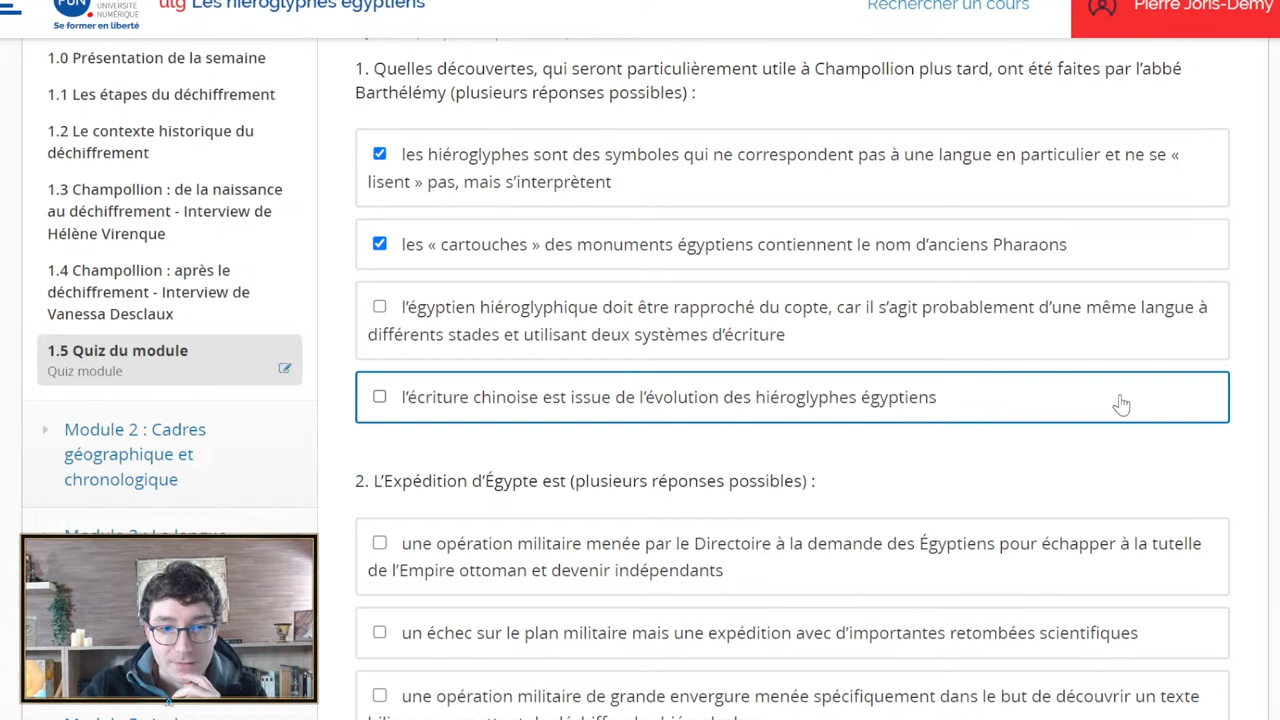 FUN
UNIVERSITÉ
NUMÉRIQUE
Se former en liberté
ulg Les hiéroglyphes égyptiens
Rechercher un cours
Pierre Joris-Demy
1.0 Présentation de la semaine
1.1 Les étapes du déchiffrement
1.2 Le contexte historique du
déchiffrement
1.3 Champollion : de la naissance
au déchiffrement - Interview de
Hélène Virenque
1.4 Champollion : après le
déchiffrement - Interview de
Vanessa Desclaux
1.5 Quiz du module
Quiz module
Module 2 : Cadres
géographique et
chronologique
1. Quelles découvertes, qui seront particulièrement utile à Champollion plus tard, ont été faites par l’abbé
Barthélémy (plusieurs réponses possibles) :
les hiéroglyphes sont des symboles qui ne correspondent pas à une langue en particulier et ne se «
lisent » pas, mais s’interprètent
les « cartouches » des monuments égyptiens contiennent le nom d’anciens Pharaons
l’égyptien hiéroglyphique doit être rapproché du copte, car il s’agit probablement d’une même langue à
différents stades et utilisant deux systèmes d’écriture
l’écriture chinoise est issue de l’évolution des hiéroglyphes égyptiens
2. L’Expédition d’Égypte est (plusieurs réponses possibles) :
une opération militaire menée par le Directoire à la demande des Égyptiens pour échapper à la tutelle
de l’Empire ottoman et devenir indépendants
un échec sur le plan militaire mais une expédition avec d’importantes retombées scientifiques
une opération militaire de grande envergure menée spécifiquement dans le but de découvrir un texte